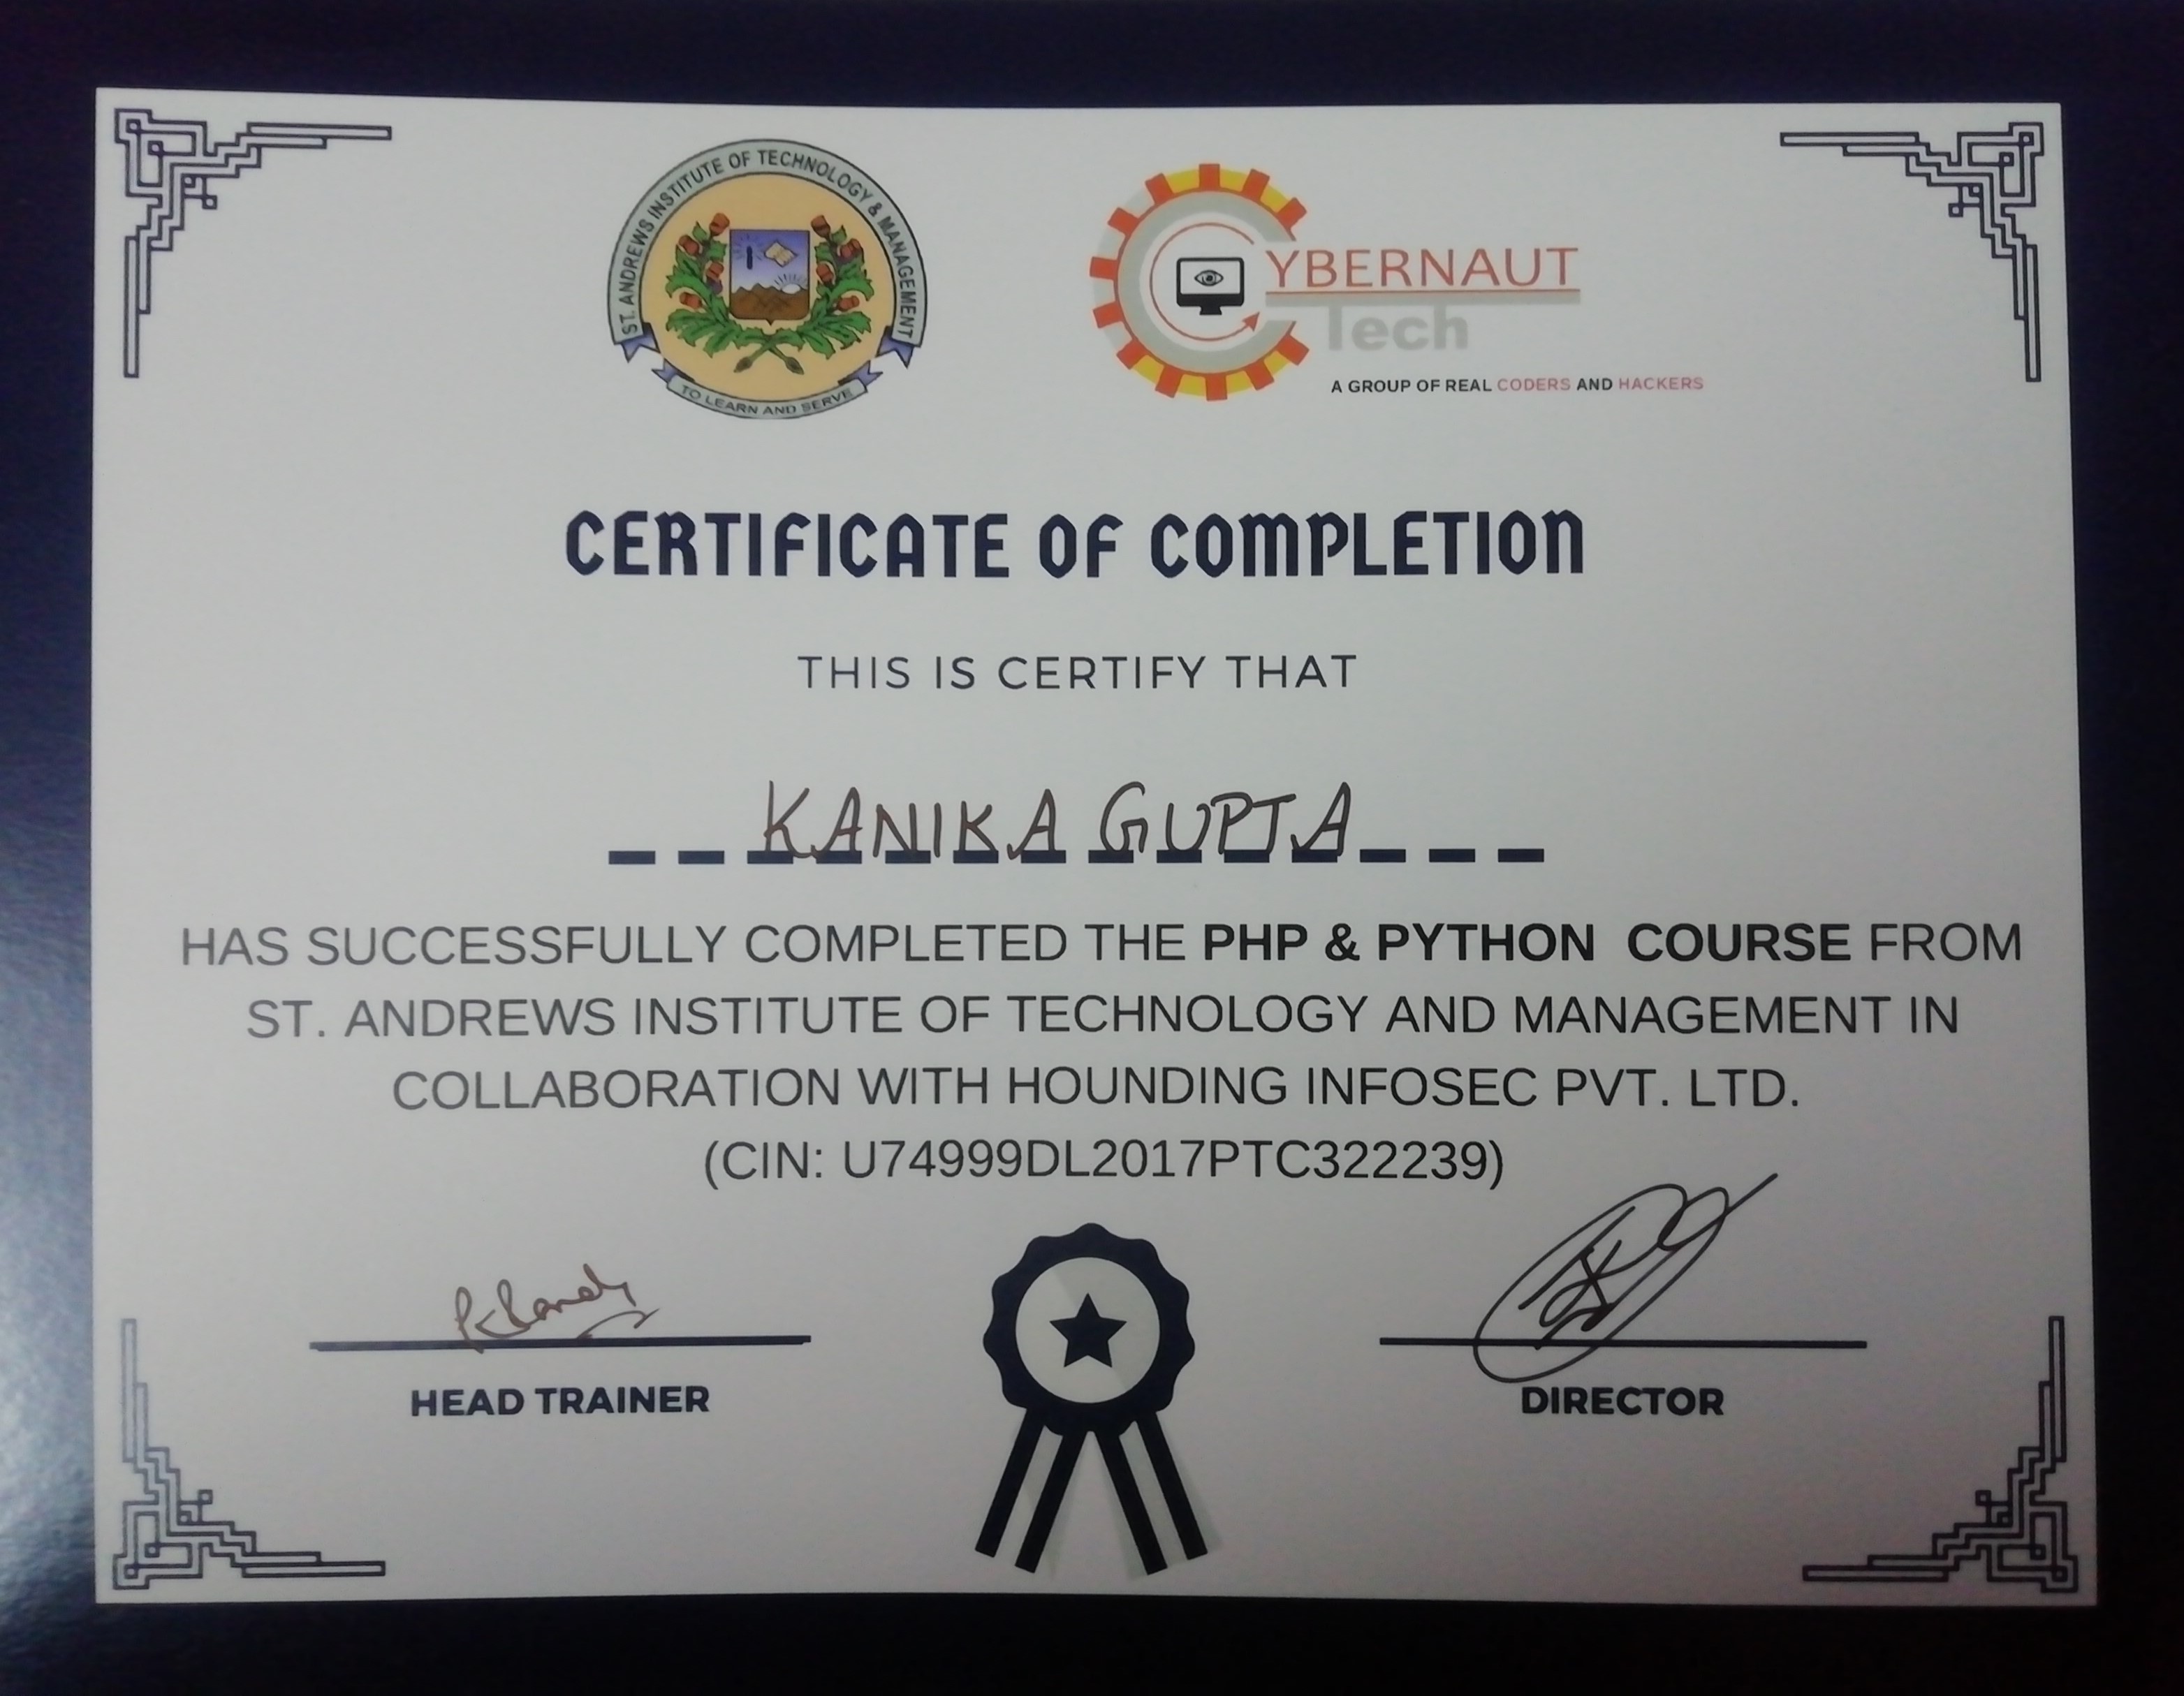 ST. ANDREWS INSTITUTE OF TECHNOLOGY & MANAGEMENT
TO LEARN AND SERVE
CYBERNAUT
Tech
A GROUP OF REAL CODERS AND HACKERS
CERTIFICATE OF COMPLETION
THIS IS CERTIFY THAT
KANIKA GUPTA
HAS SUCCESSFULLY COMPLETED THE PHP & PYTHON COURSE FROM
ST. ANDREWS INSTITUTE OF TECHNOLOGY AND MANAGEMENT IN
COLLABORATION WITH HOUNDING INFOSEC PVT. LTD.
(CIN: U74999DL2017PTC322239)
HEAD TRAINER
DIRECTOR